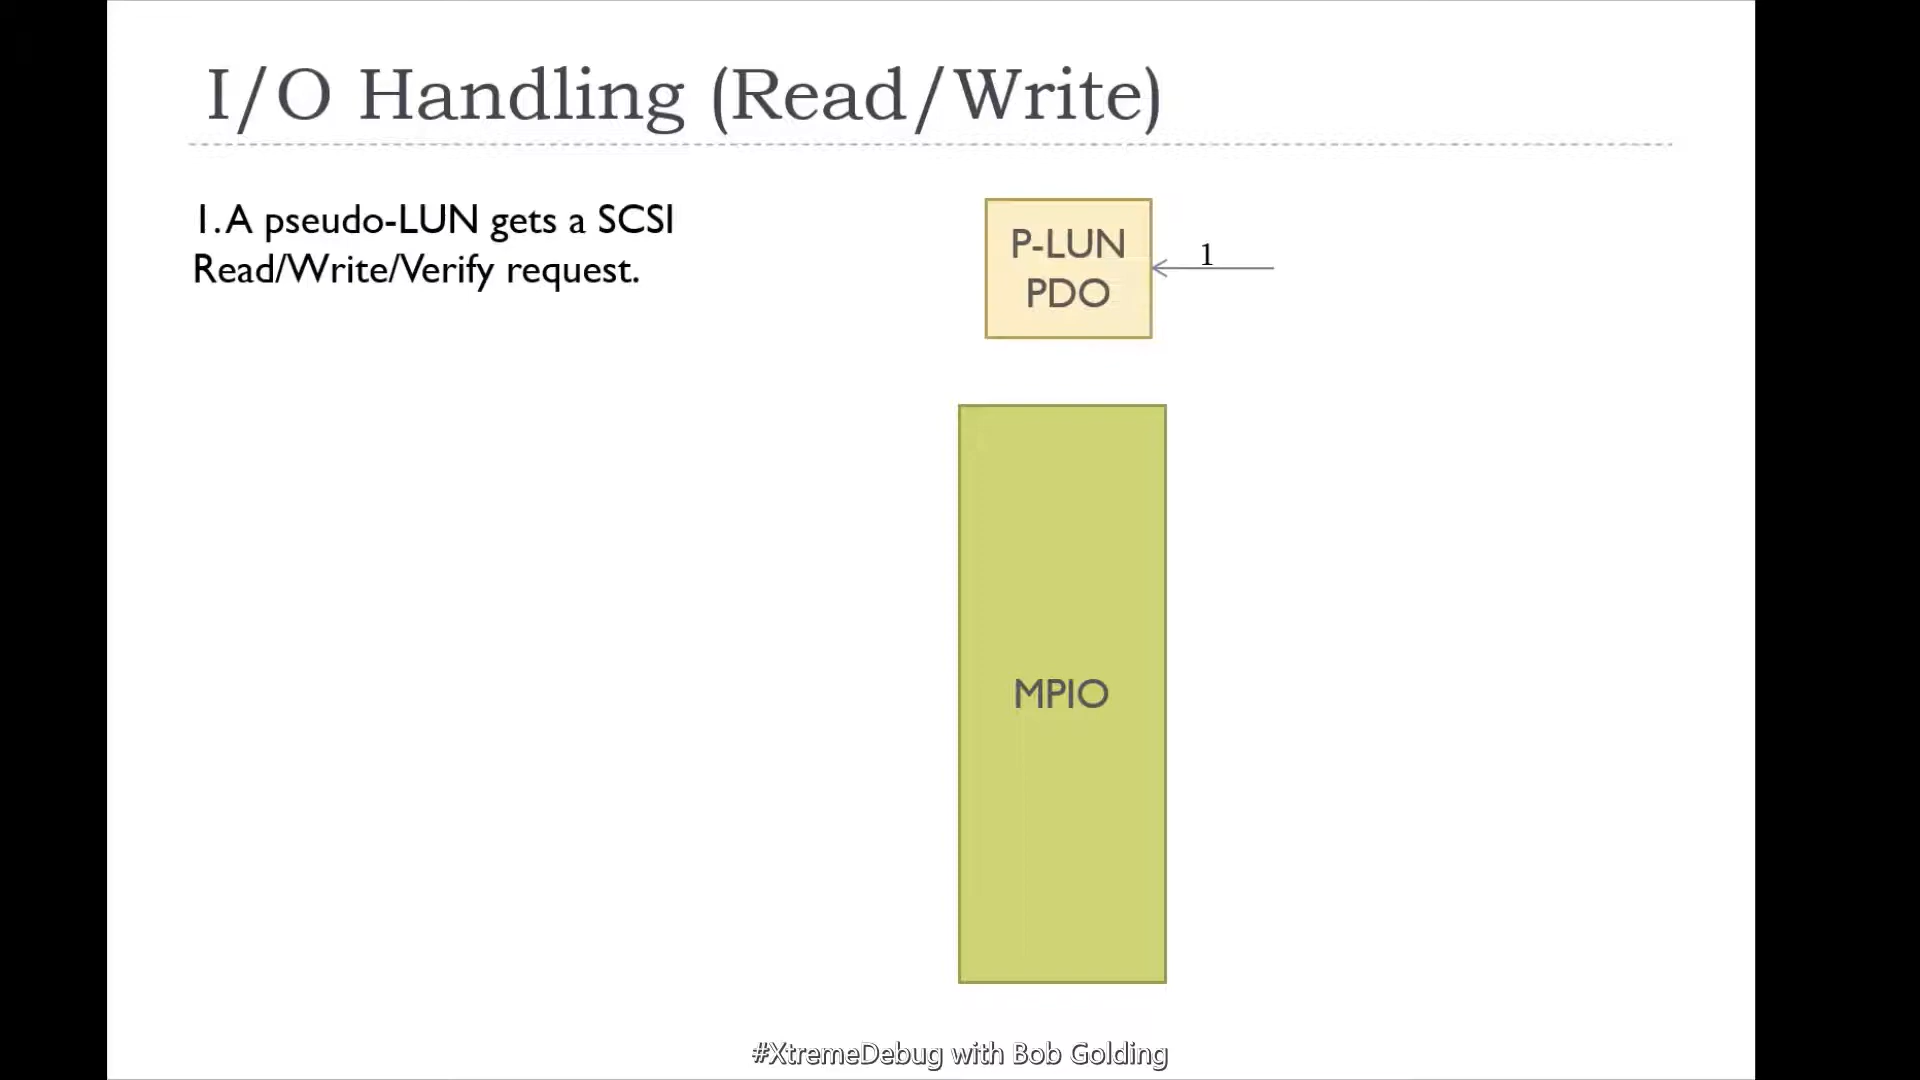 I/O Handling (Read/Write)
1. A pseudo-LUN gets a SCSI
Read/Write/Verify request.
P-LUN
PDO
1
MPIO
#XtremeDebug with Bob Golding